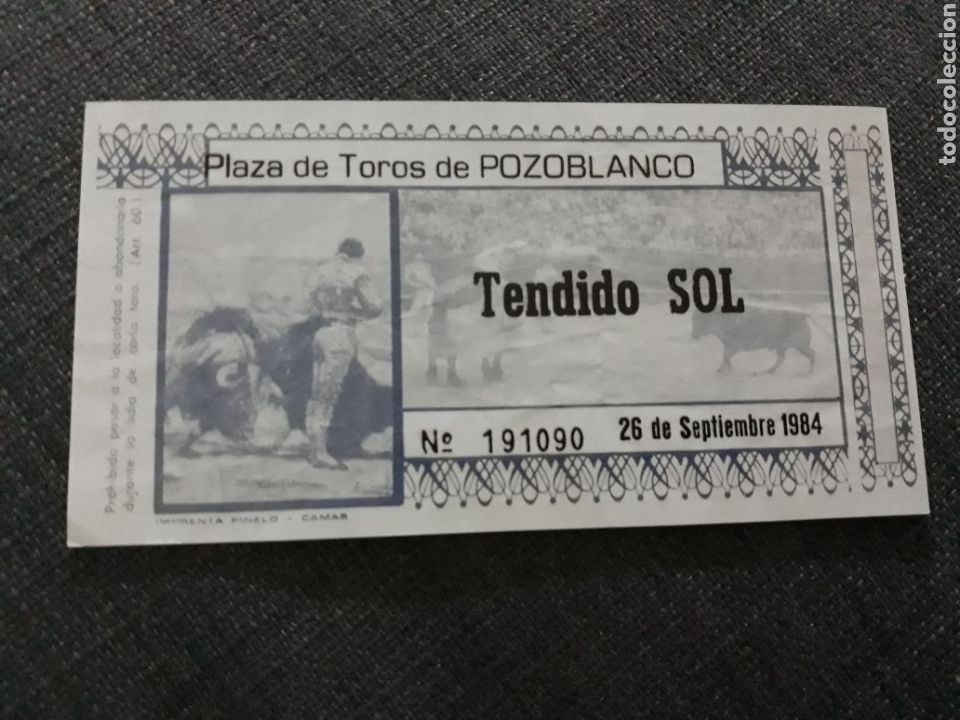 Plaza de Toros de POZOBLANCO
Tendido SOL
Nº 191090
26 de Septiembre 1984
Prohibido pasar a la localidad o abandonarla
durante la lidia de cada toro. (Art. 60.)
IMPRENTA PINELO - CAMAS
todocoleccion